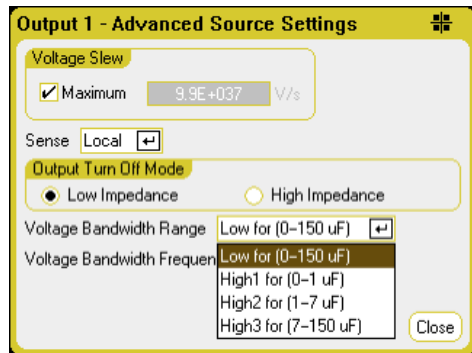 Output 1 - Advanced Source Settings
Voltage Slew
Maximum 9.9E+037 V/s
Sense Local
Output Turn Off Mode
Low Impedance High Impedance
Voltage Bandwidth Range Low for (0-150 uF)
Voltage Bandwidth Frequen Low for (0-150 uF)
High1 for (0-1 uF)
High2 for (1-7 uF)
High3 for (7-150 uF)
Close